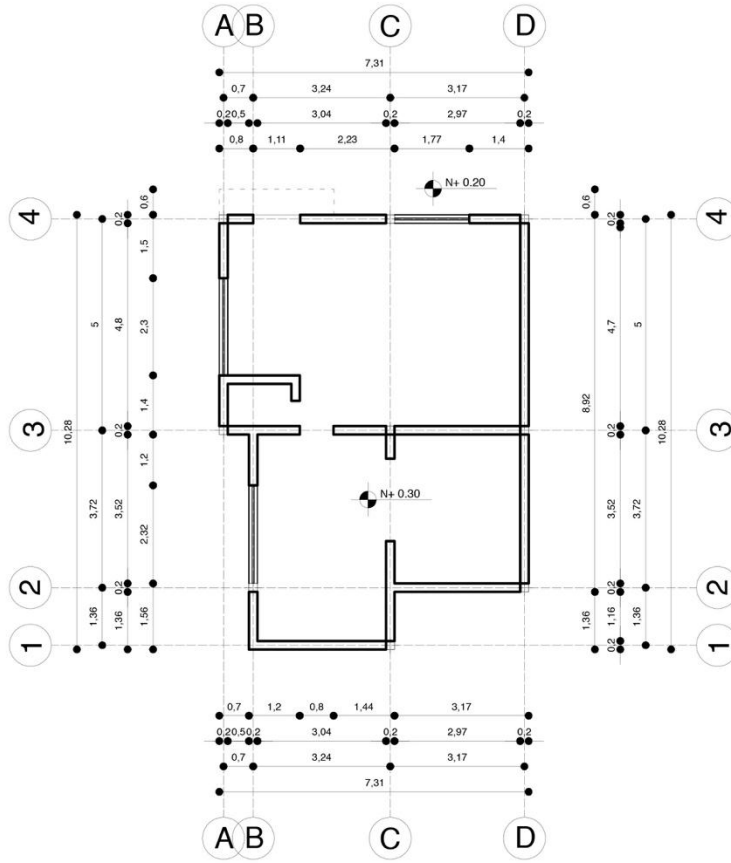 A B C D
7,31
0,7 3,24 3,17
0,2 0,5 3,04 0,2 2,97 0,2
0,8 1,11 2,23 1,77 1,4
N+ 0.20
4 10,28 5 0,2 4,8 0,2 0,6 1,5 2,3 1,4 4
0,6 8,92 0,2 4,7 0,2 5 10,28
3 3,72 3,52 1,2 2,32 3
3,52 3,72
N+ 0.30
2 1,36 0,2 1,36 1,56 2
1,36 0,2 1,16 0,2 1,36
1 1
0,7 1,2 0,8 1,44 3,17
0,2 0,5 0,2 3,04 0,2 2,97 0,2
0,7 3,24 3,17
7,31
A B C D